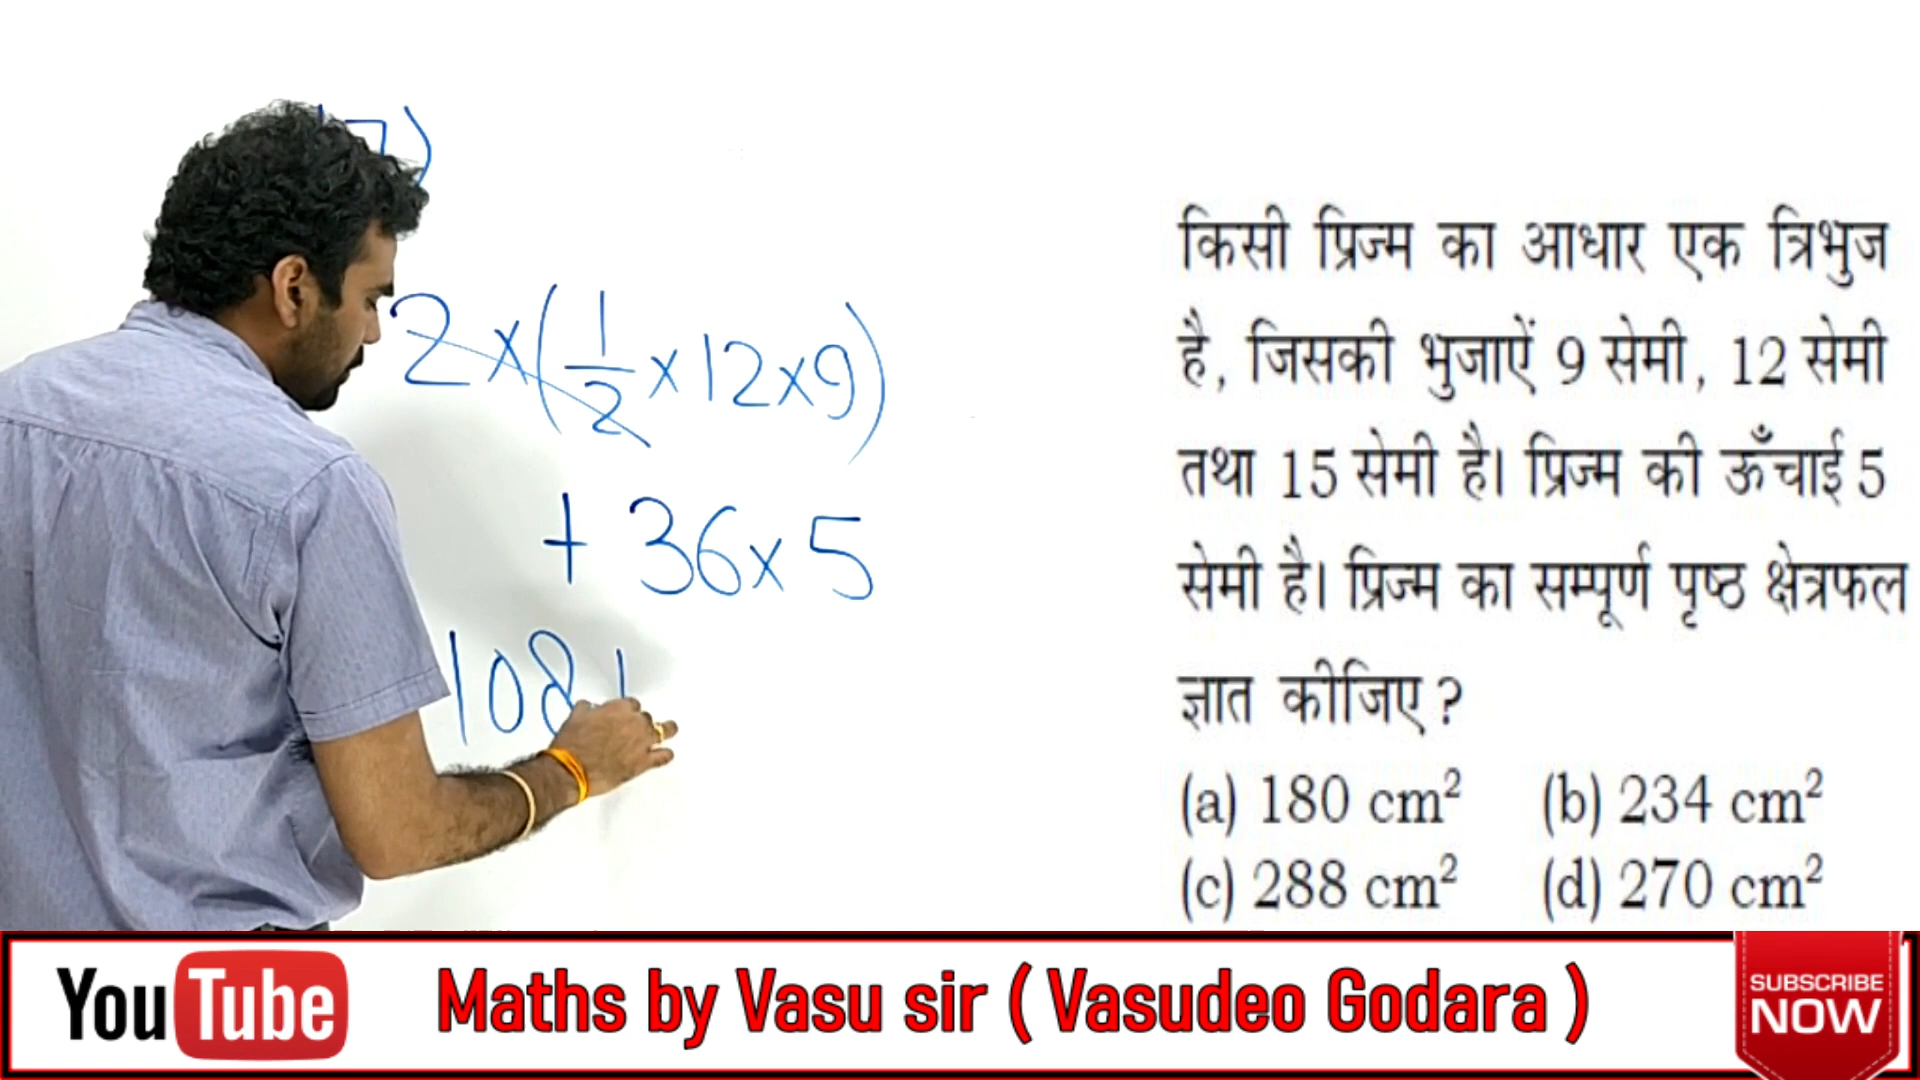 7)
2 × (1/2 × 12 × 9)
+ 36 × 5
108
किसी प्रिज्म का आधार एक त्रिभुज
है, जिसकी भुजाऐं 9 सेमी, 12 सेमी
तथा 15 सेमी है। प्रिज्म की ऊँचाई 5
सेमी है। प्रिज्म का सम्पूर्ण पृष्ठ क्षेत्रफल
ज्ञात कीजिए ?
(a) 180 cm² (b) 234 cm²
(c) 288 cm² (d) 270 cm²
YouTube Maths by Vasu sir ( Vasudeo Godara ) SUBSCRIBE
NOW